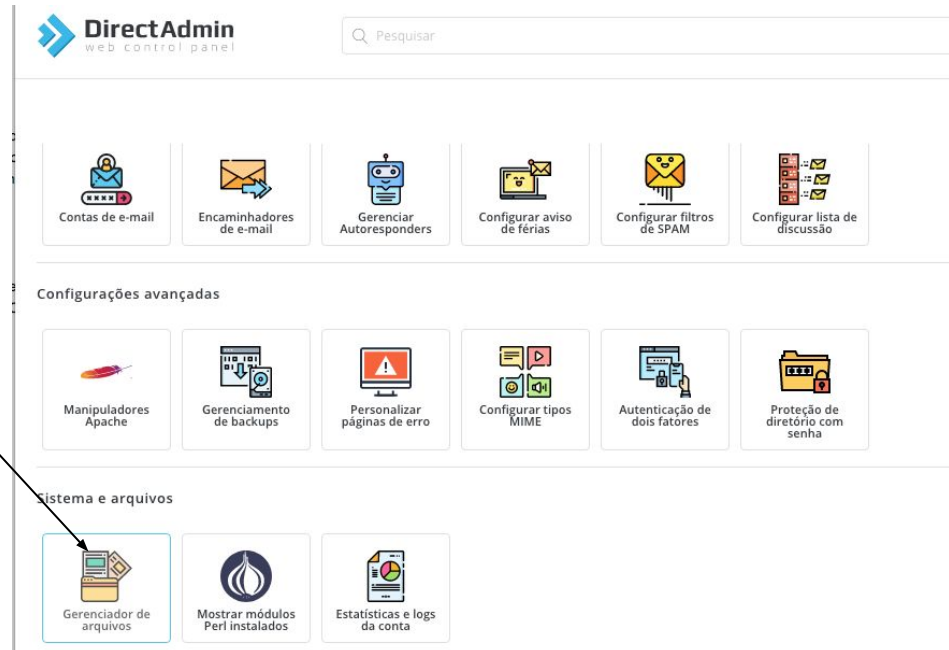 DirectAdmin
web control panel
Pesquisar
Contas de e-mail
Encaminhadores
de e-mail
Gerenciar
Autoresponders
Configurar aviso
de férias
Configurar filtros
de SPAM
Configurar lista de
discussão
Configurações avançadas
Manipuladores
Apache
Gerenciamento
de backups
Personalizar
páginas de erro
Configurar tipos
MIME
Autenticação de
dois fatores
Proteção de
diretório com
senha
Sistema e arquivos
Gerenciador de
arquivos
Mostrar módulos
Perl instalados
Estatísticas e logs
da conta